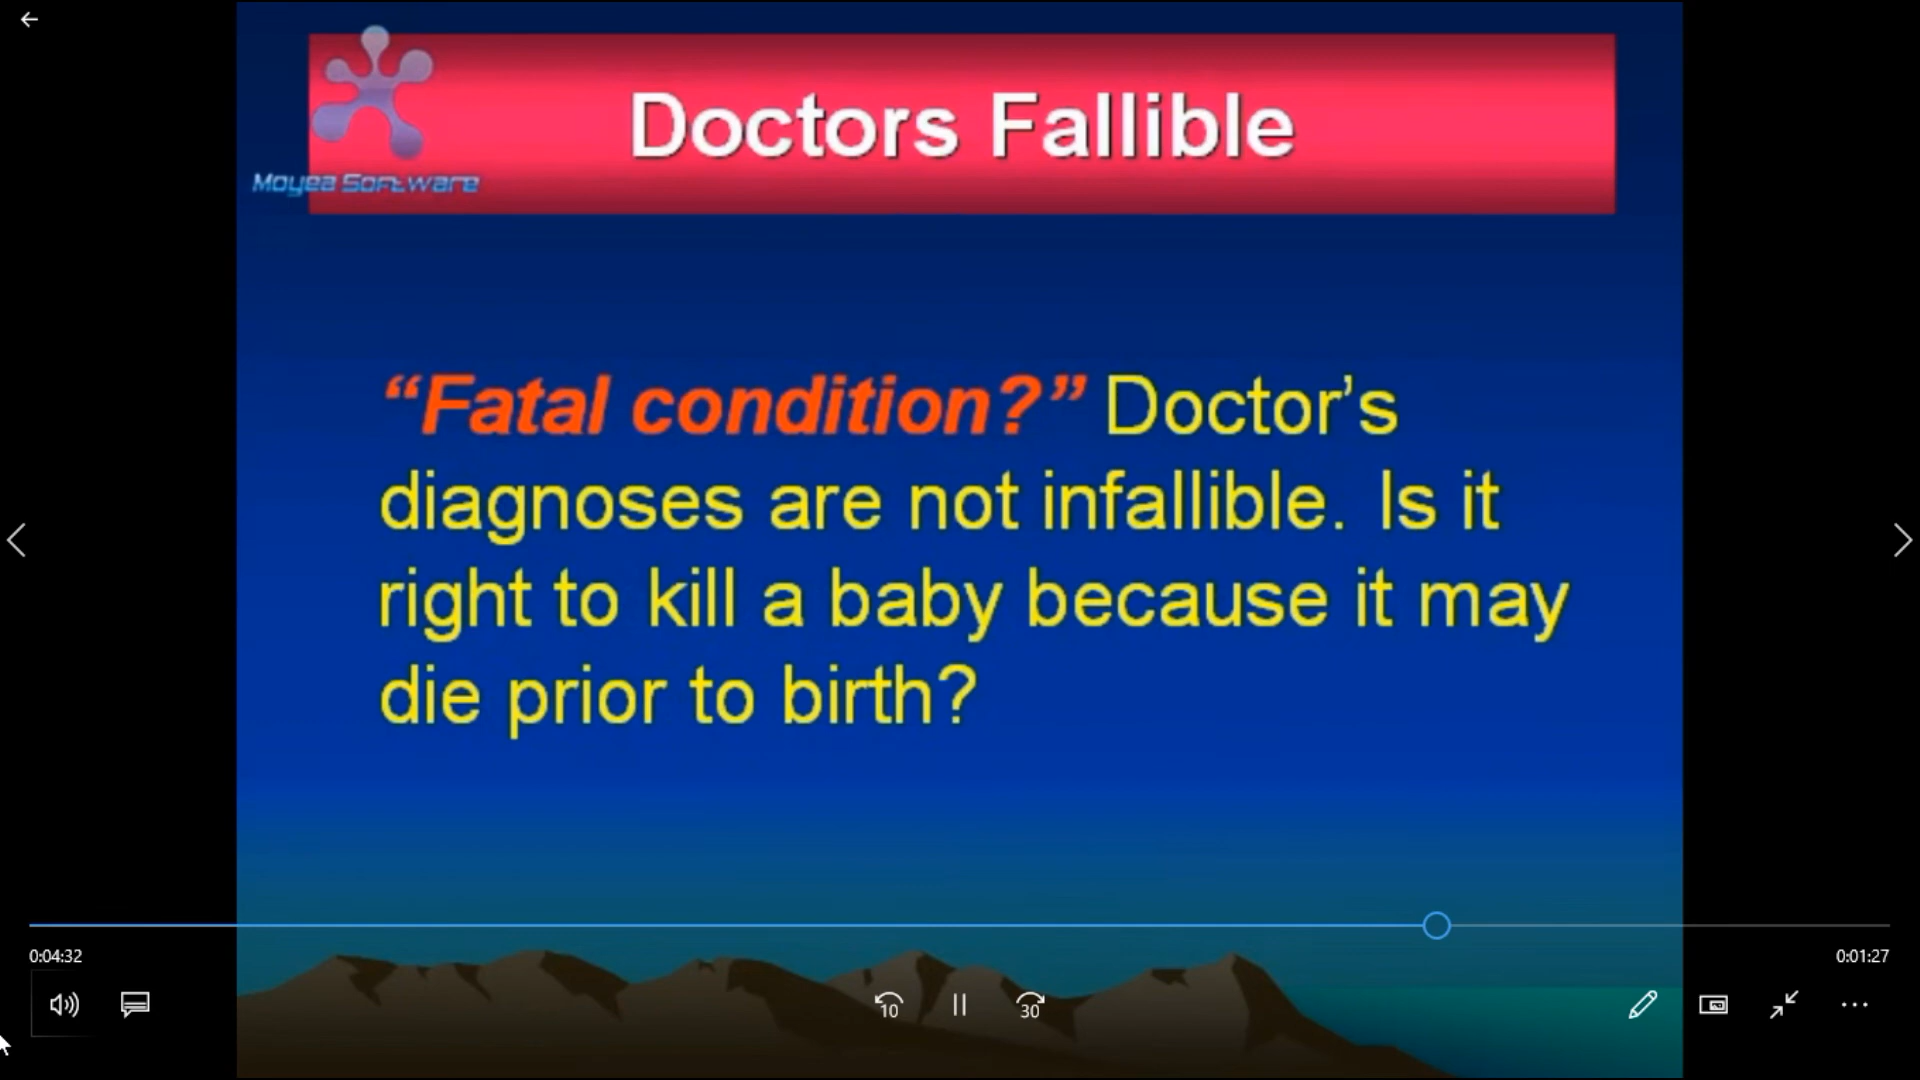 Doctors Fallible
Moyea Software
“Fatal condition?” Doctor’s
diagnoses are not infallible. Is it
right to kill a baby because it may
die prior to birth?
0:04:32
0:01:27
10
30